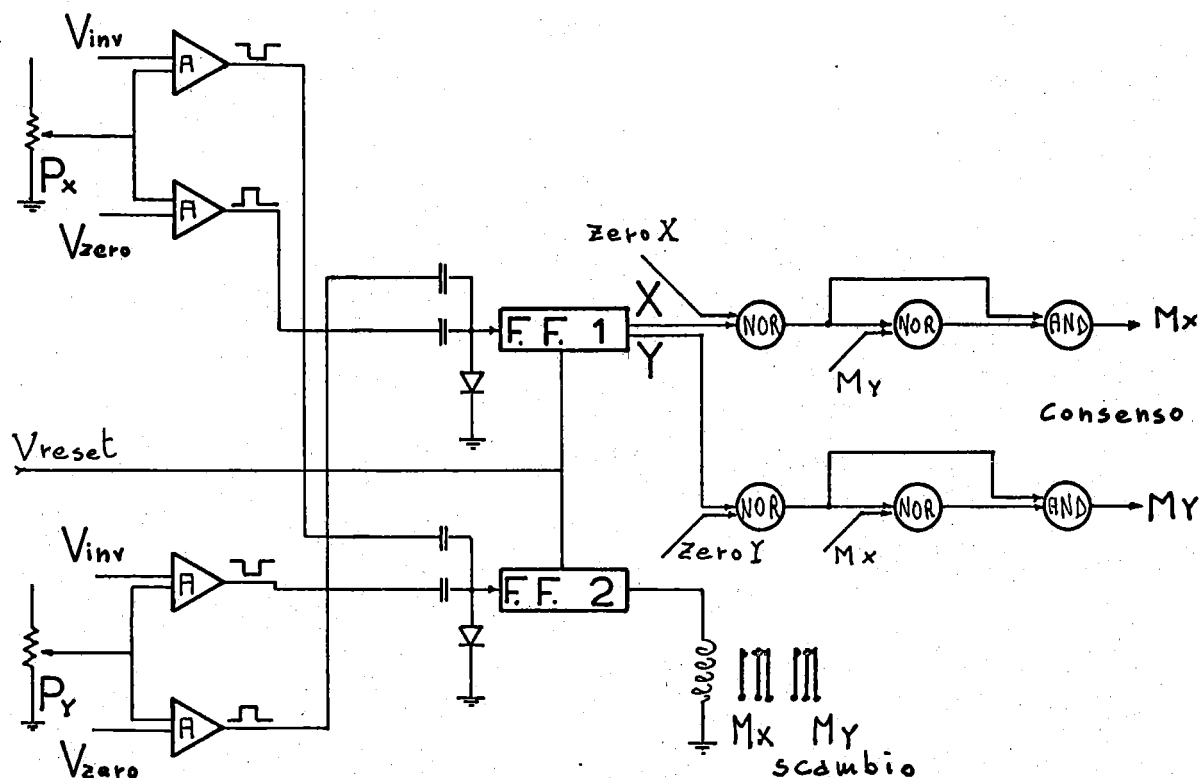 Vinv
A
Px
A
Vzero
zero X
X
F. F. 1
NOR
NOR
AND
Mx
Y
My
Consenso
Vreset
NOR
NOR
AND
MY
zero Y
Mx
Vinv
A
F. F. 2
PY
A
Mx MY
Vzero
scambio